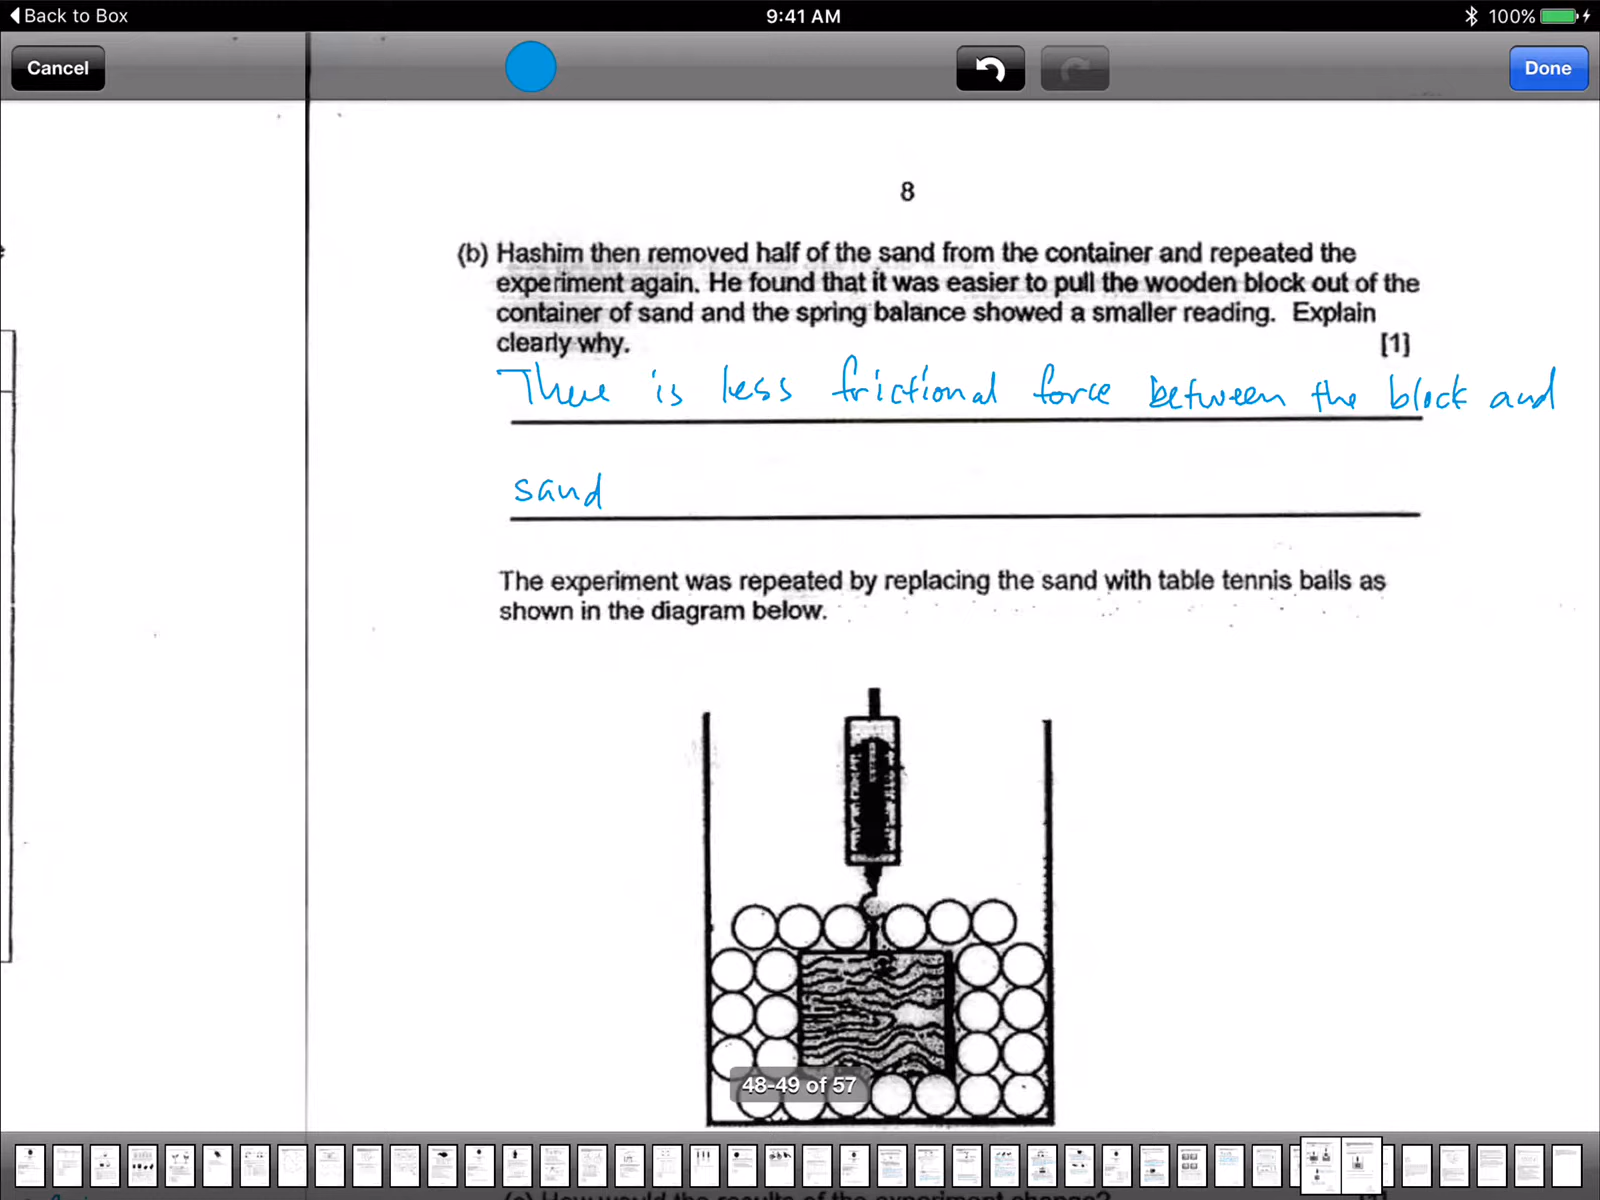 Back to Box
9:41 AM
100%
Cancel
Done
8
(b) Hashim then removed half of the sand from the container and repeated the
experiment again. He found that it was easier to pull the wooden block out of the
container of sand and the spring balance showed a smaller reading. Explain
clearly why. [1]
There is less frictional force between the block and
sand
The experiment was repeated by replacing the sand with table tennis balls as
shown in the diagram below.
48-49 of 57